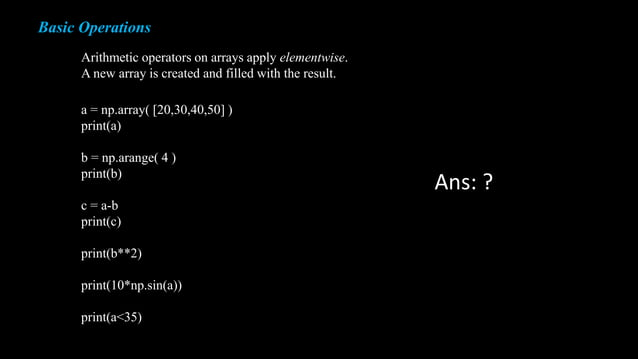 Basic Operations
Arithmetic operators on arrays apply elementwise.
A new array is created and filled with the result.
a = np.array( [20,30,40,50] )
print(a)
b = np.arange( 4 )
print(b)
c = a-b
print(c)
print(b**2)
print(10*np.sin(a))
print(a<35)
Ans: ?